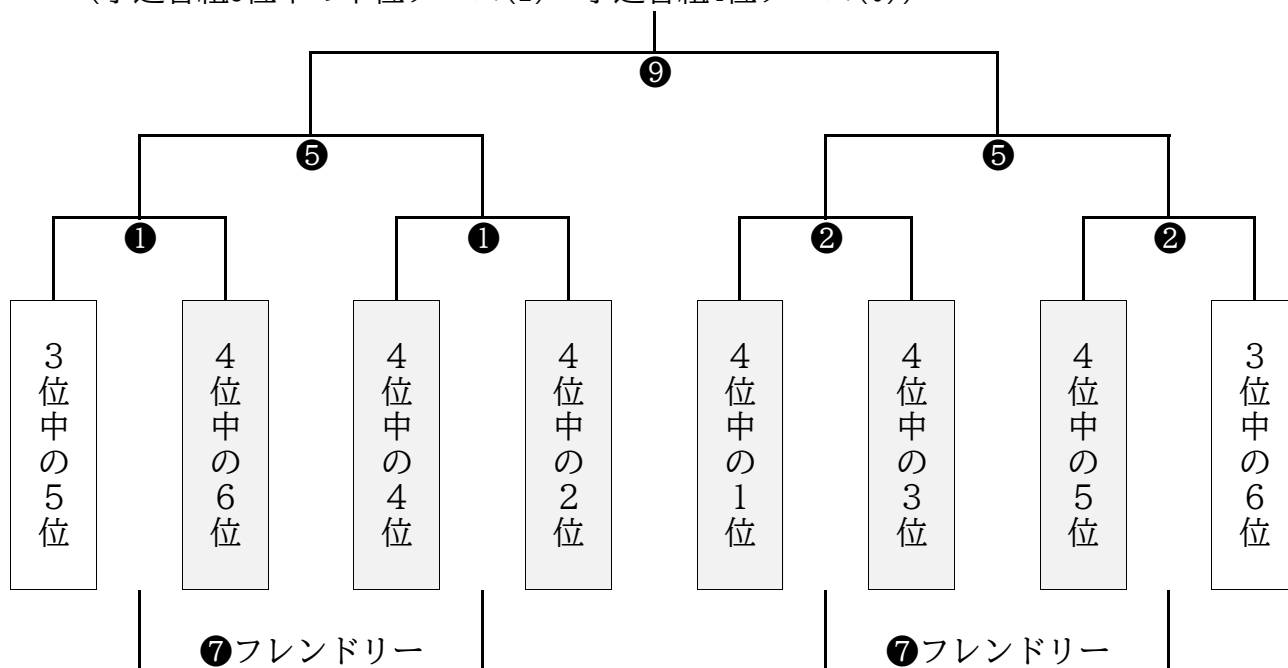 ❾
❺
❺
❶
❶
❷
❷
3位中の5位
4位中の6位
4位中の4位
4位中の2位
4位中の1位
4位中の3位
4位中の5位
3位中の6位
❼フレンドリー
❼フレンドリー